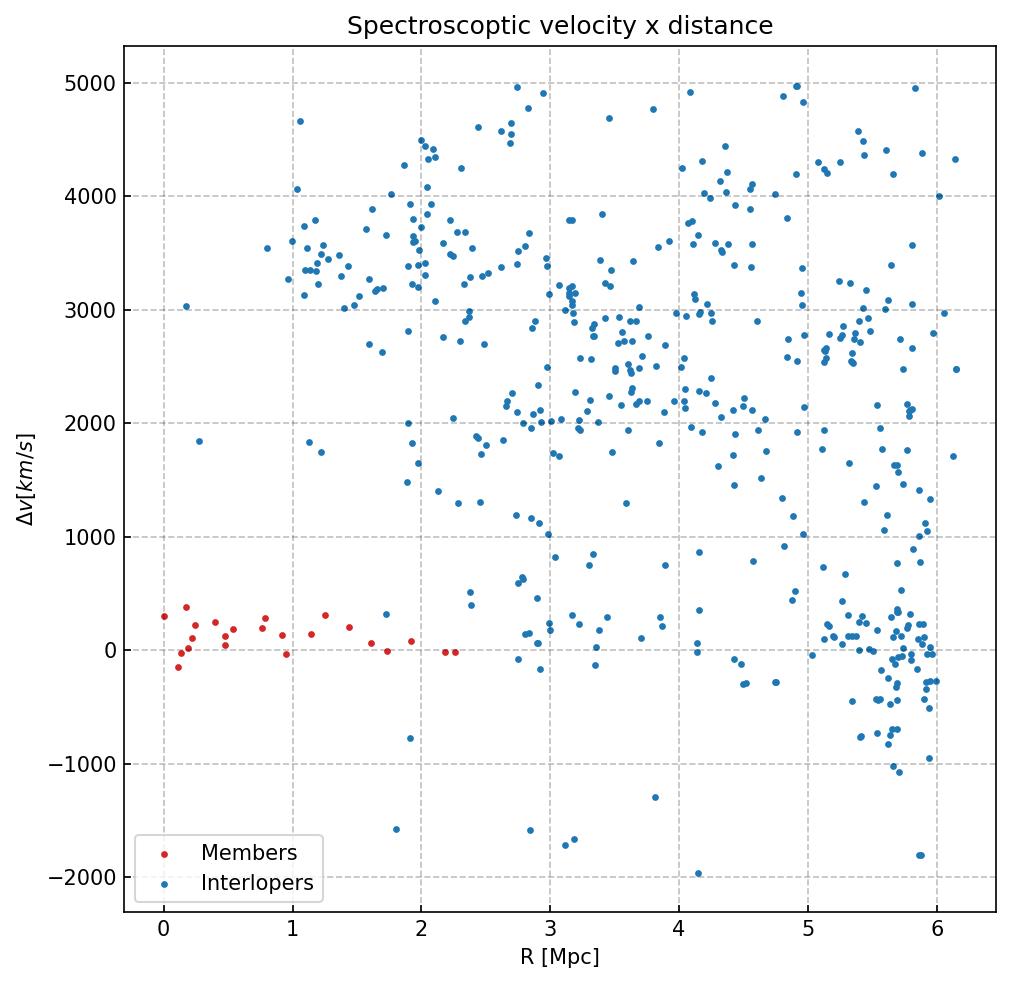 Spectroscoptic velocity x distance
5000
4000
3000
2000
1000
0
−1000
−2000
Δv[km/s]
Members
Interlopers
0 1 2 3 4 5 6
R [Mpc]